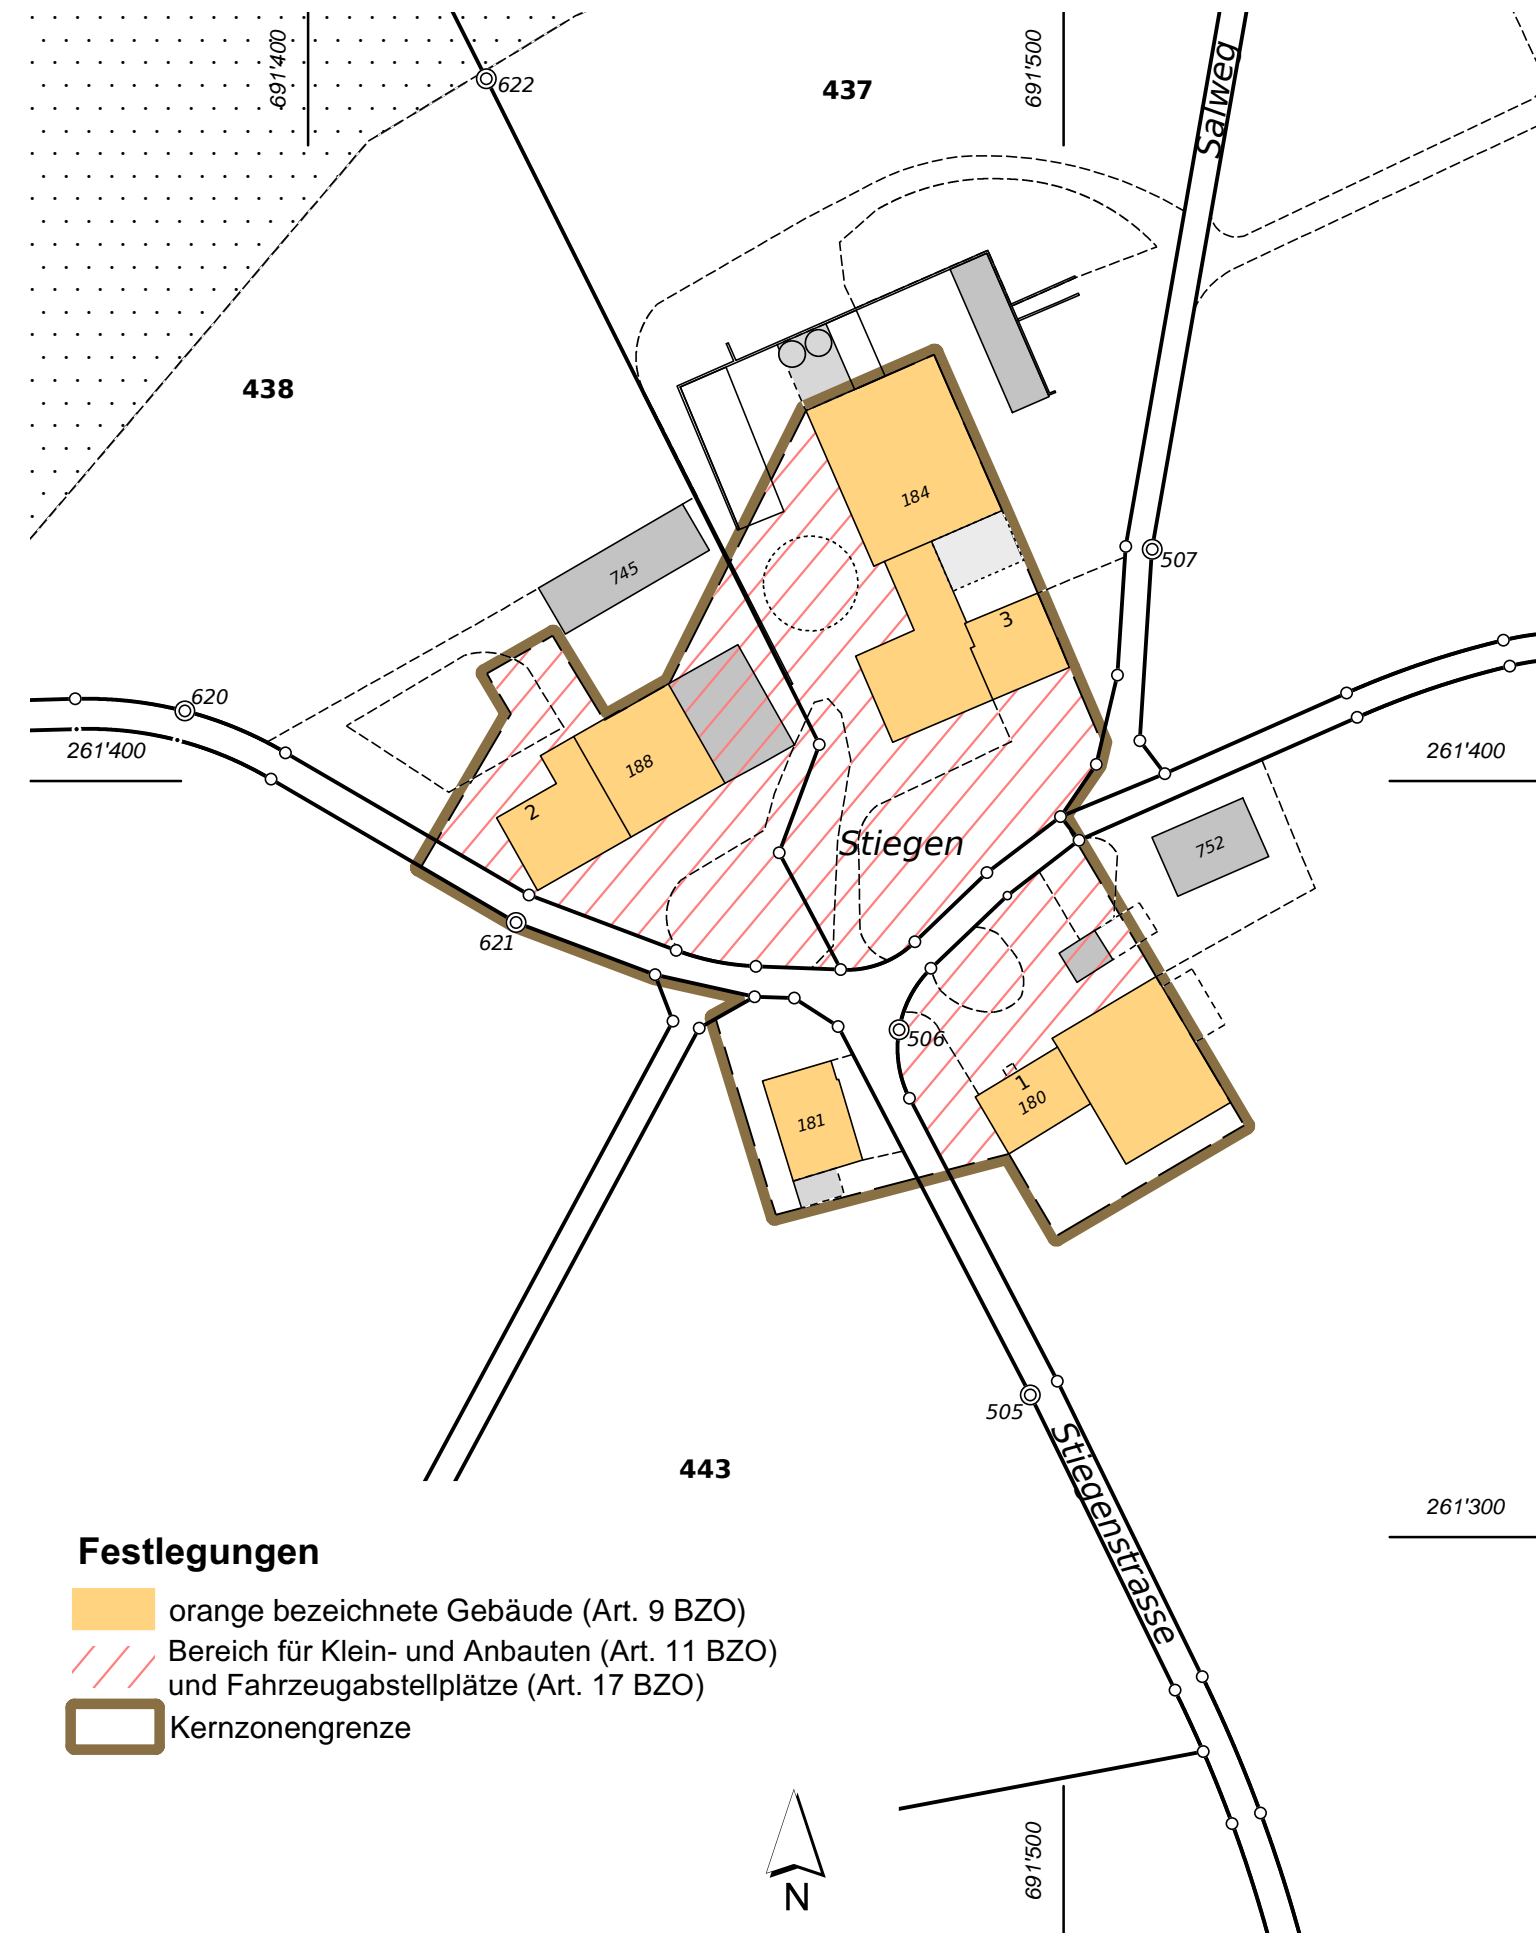 691'400
691'500
Salweg
622
437
438
184
507
745
3
620
261'400
261'400
188
2
Stiegen
752
621
506
1
180
181
505
Stiegenstrasse
443
261'300
Festlegungen
orange bezeichnete Gebäude (Art. 9 BZO)
Bereich für Klein- und Anbauten (Art. 11 BZO)
und Fahrzeugabstellplätze (Art. 17 BZO)
Kernzonengrenze
691'500
N